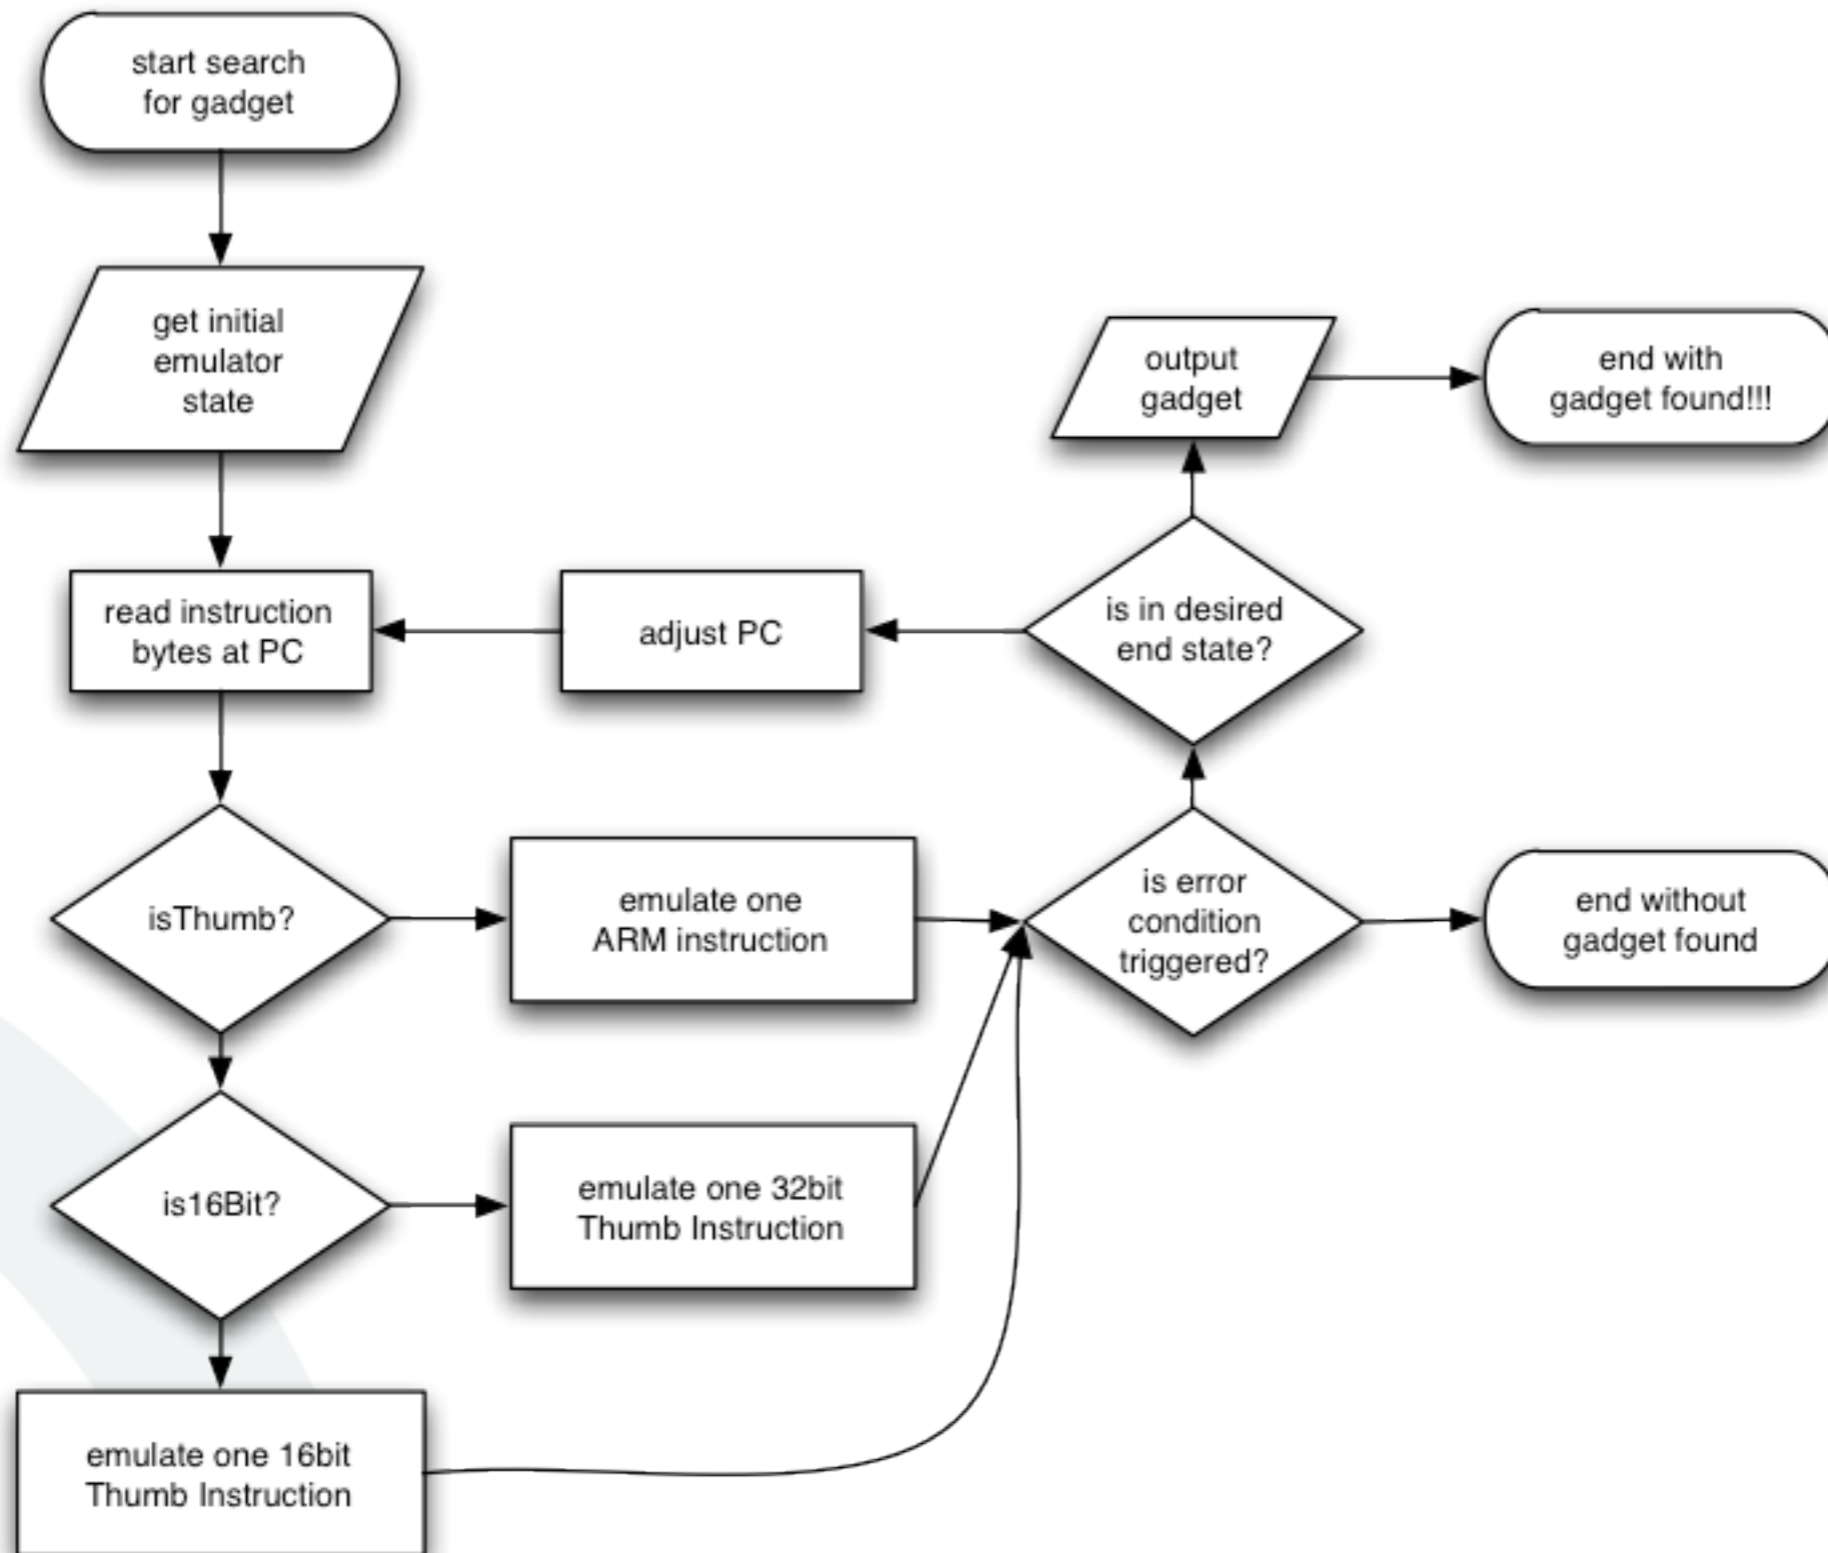 start search
for gadget
get initial
emulator
state
output
gadget
end with
gadget found!!!
read instruction
bytes at PC
adjust PC
is in desired
end state?
isThumb?
emulate one
ARM instruction
is error
condition
triggered?
end without
gadget found
is16Bit?
emulate one 32bit
Thumb Instruction
emulate one 16bit
Thumb Instruction